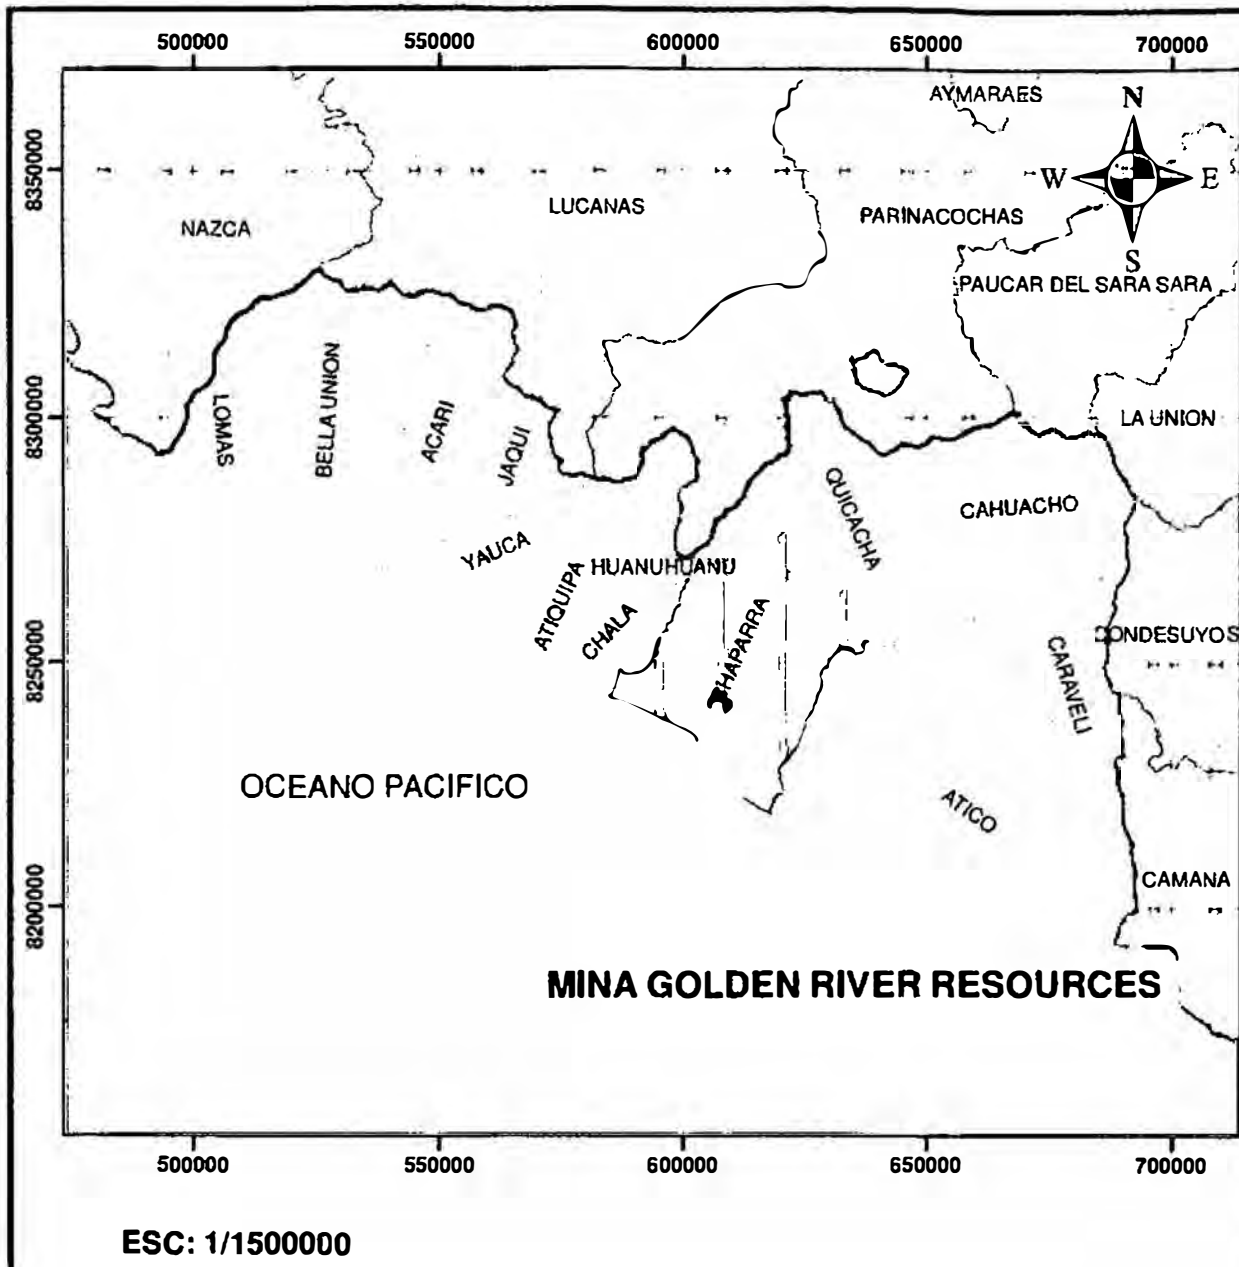 500000 550000 600000 650000 700000
AYMARAES
N
8350000
W E
LUCANAS
PARINACOCHAS
NAZCA
S
PAUCAR DEL SARA SARA
8300000
LOMAS
BELLA UNION
ACARI
JAQUI
LA UNION
QUICACHA
CAHUACHO
YAUCA
ATIQUIPA
HUANUHUANU
CHALA
HAPARRA
8250000
ONDESUYOS
CARAVELI
OCEANO PACIFICO
ATICO
8200000
CAMANA
MINA GOLDEN RIVER RESOURCES
500000 550000 600000 650000 700000
ESC: 1/1500000